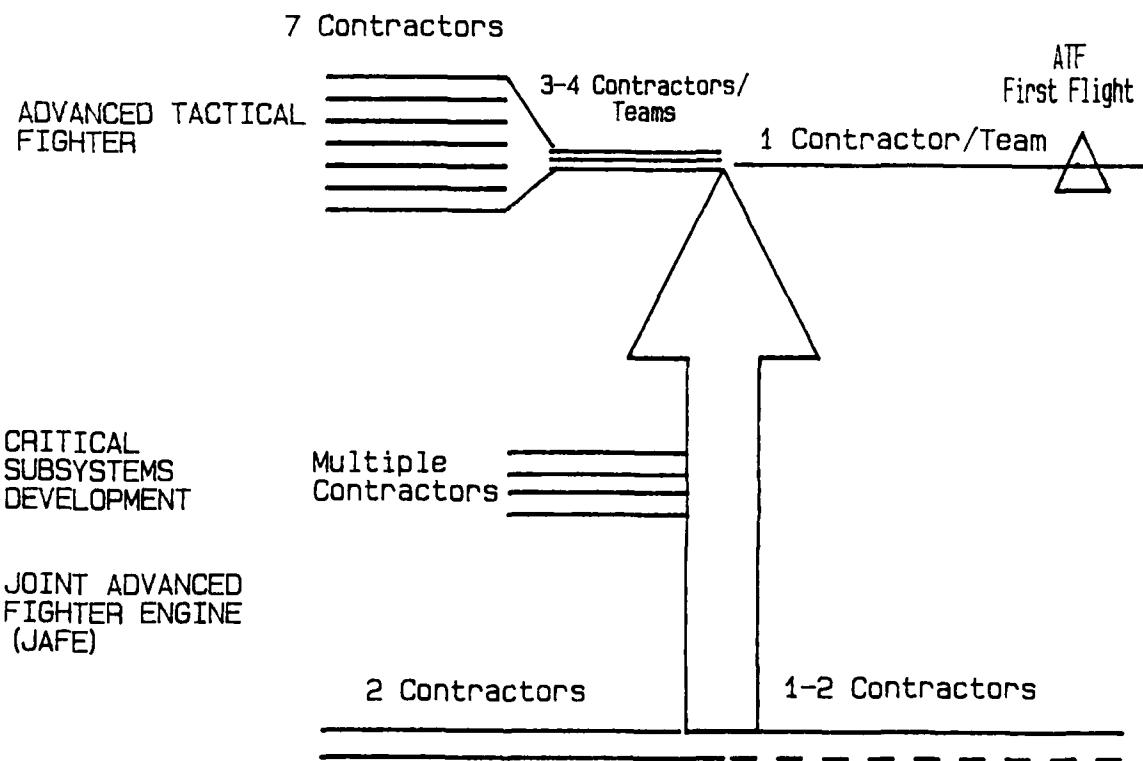 7 Contractors
ADVANCED TACTICAL
FIGHTER
3-4 Contractors/
Teams
1 Contractor/Team
ATF
First Flight
CRITICAL
SUBSYSTEMS
DEVELOPMENT
Multiple
Contractors
JOINT ADVANCED
FIGHTER ENGINE
(JAFE)
2 Contractors
1-2 Contractors